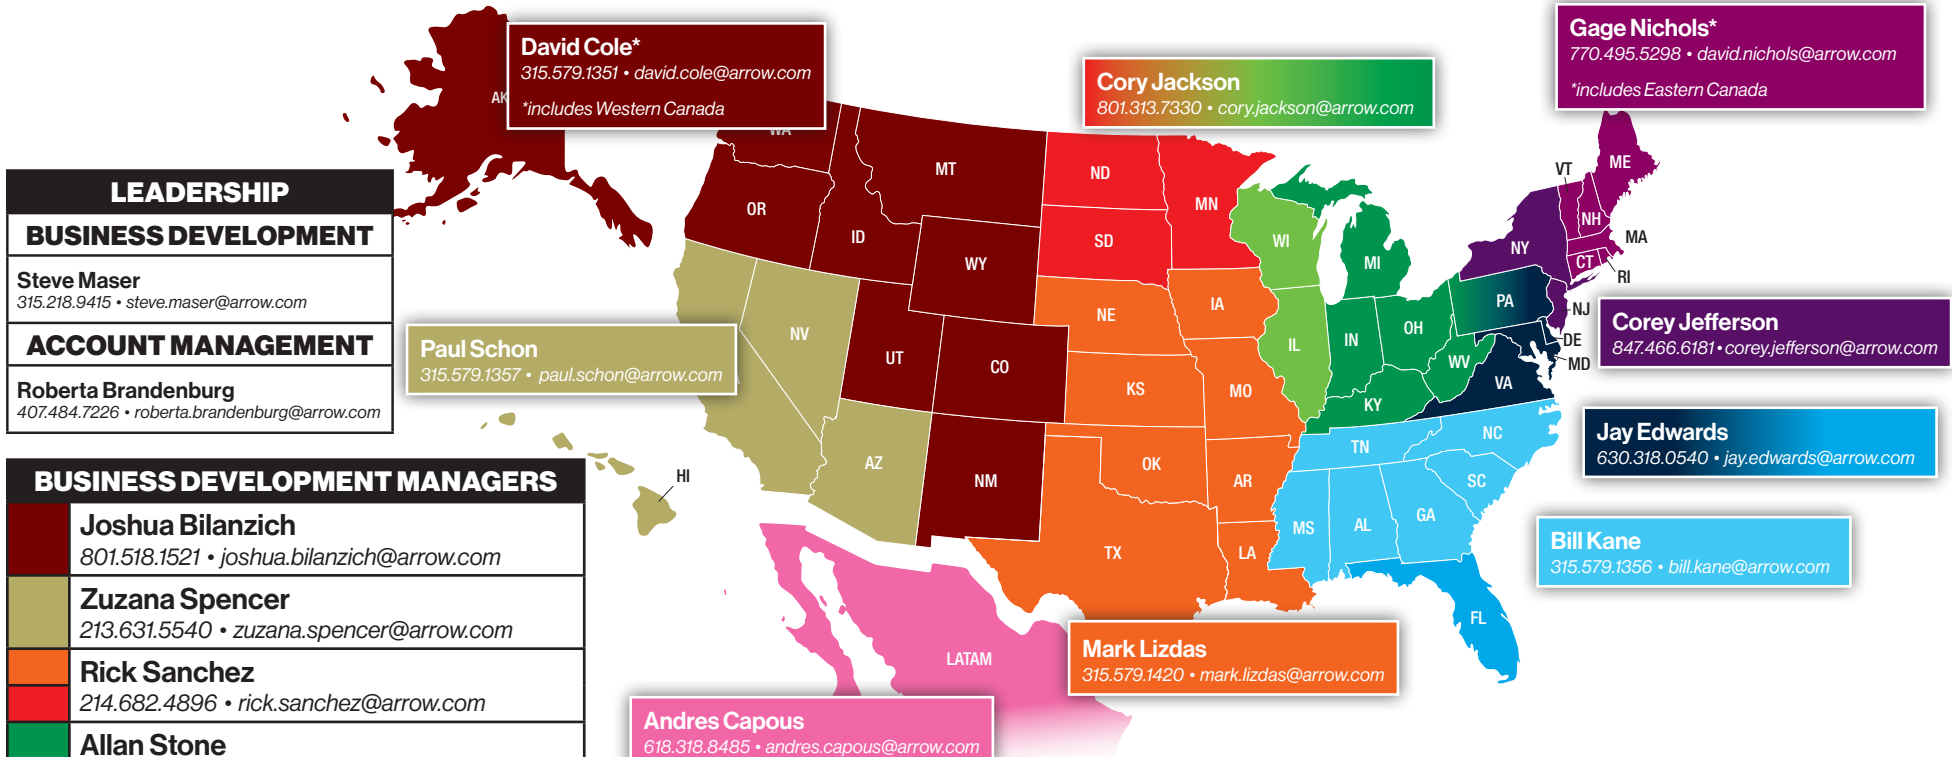 David Cole*
315.579.1351 • david.cole@arrow.com
*includes Western Canada
Cory Jackson
801.313.7330 • cory.jackson@arrow.com
Gage Nichols*
770.495.5298 • david.nichols@arrow.com
*includes Eastern Canada
LEADERSHIP
BUSINESS DEVELOPMENT
Steve Maser
315.218.9415 • steve.maser@arrow.com
ACCOUNT MANAGEMENT
Roberta Brandenburg
407.484.7226 • roberta.brandenburg@arrow.com
Paul Schon
315.579.1357 • paul.schon@arrow.com
Corey Jefferson
847.466.6181 • corey.jefferson@arrow.com
Jay Edwards
630.318.0540 • jay.edwards@arrow.com
Bill Kane
315.579.1356 • bill.kane@arrow.com
Mark Lizdas
315.579.1420 • mark.lizdas@arrow.com
Andres Capous
618.318.8485 • andres.capous@arrow.com
BUSINESS DEVELOPMENT MANAGERS
Joshua Bilanzich
801.518.1521 • joshua.bilanzich@arrow.com
Zuzana Spencer
213.631.5540 • zuzana.spencer@arrow.com
Rick Sanchez
214.682.4896 • rick.sanchez@arrow.com
Allan Stone
AK
WA
MT
ND
MN
OR
ID
WY
SD
WI
MI
VT
ME
NH
MA
NY
CT
RI
NV
UT
CO
NE
IA
IL
IN
OH
PA
NJ
DE
MD
WV
VA
KS
MO
KY
HI
AZ
NM
OK
AR
TN
NC
SC
MS
AL
GA
TX
LA
FL
LATAM